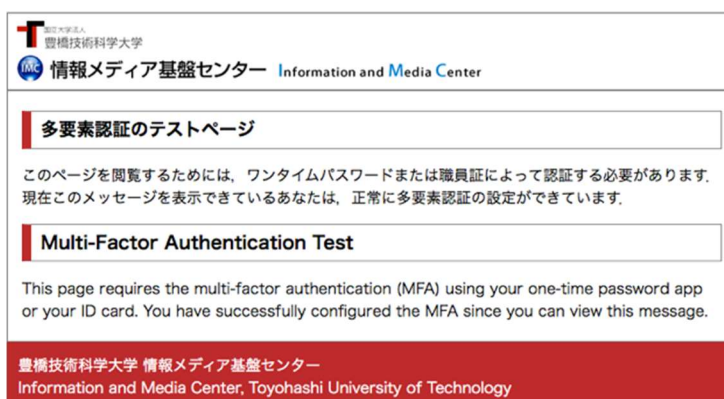 国立大学法人
豊橋技術科学大学
IMC 情報メディア基盤センター Information and Media Center
多要素認証のテストページ
このページを閲覧するためには，ワンタイムパスワードまたは職員証によって認証する必要があります．
現在このメッセージを表示できているあなたは，正常に多要素認証の設定ができています．
Multi-Factor Authentication Test
This page requires the multi-factor authentication (MFA) using your one-time password app
or your ID card. You have successfully configured the MFA since you can view this message.
豊橋技術科学大学 情報メディア基盤センター
Information and Media Center, Toyohashi University of Technology